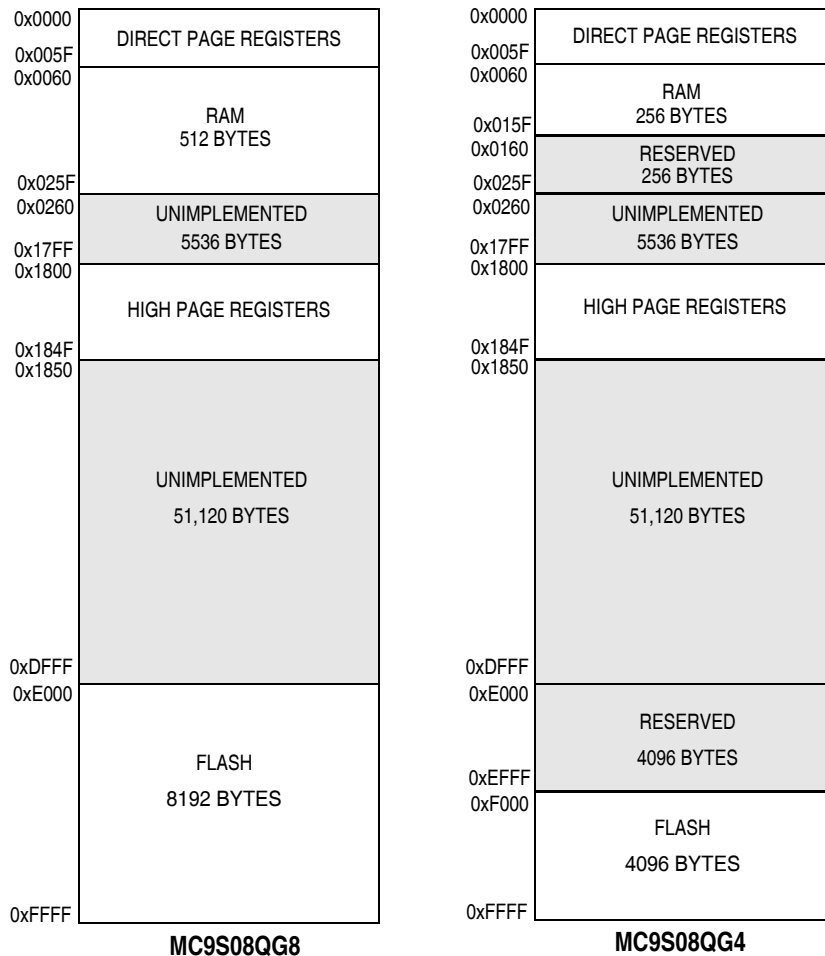 0x0000
DIRECT PAGE REGISTERS
0x005F
0x0060
RAM
512 BYTES
0x025F
0x0260
UNIMPLEMENTED
5536 BYTES
0x17FF
0x1800
HIGH PAGE REGISTERS
0x184F
0x1850
UNIMPLEMENTED
51,120 BYTES
0xDFFF
0xE000
FLASH
8192 BYTES
0xFFFF
MC9S08QG8
0x0000
DIRECT PAGE REGISTERS
0x005F
0x0060
RAM
256 BYTES
0x015F
0x0160
RESERVED
256 BYTES
0x025F
0x0260
UNIMPLEMENTED
5536 BYTES
0x17FF
0x1800
HIGH PAGE REGISTERS
0x184F
0x1850
UNIMPLEMENTED
51,120 BYTES
0xDFFF
0xE000
RESERVED
4096 BYTES
0xEFFF
0xF000
FLASH
4096 BYTES
0xFFFF
MC9S08QG4